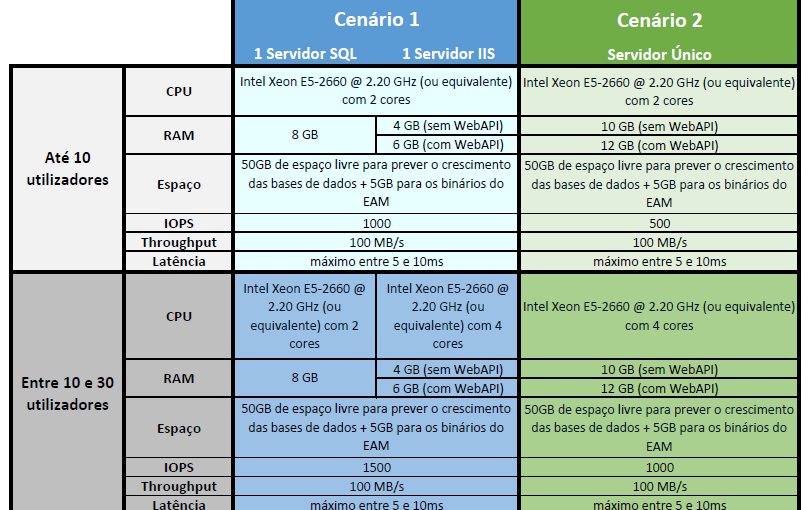 Cenário 1
Cenário 2
1 Servidor SQL
1 Servidor IIS
Servidor Único
Até 10
utilizadores
CPU
Intel Xeon E5-2660 @ 2.20 GHz (ou equivalente)
com 2 cores
Intel Xeon E5-2660 @ 2.20 GHz (ou equivalente)
com 2 cores
RAM
8 GB
4 GB (sem WebAPI)
6 GB (com WebAPI)
10 GB (sem WebAPI)
12 GB (com WebAPI)
Espaço
50GB de espaço livre para prever o crescimento
das bases de dados + 5GB para os binários do
EAM
50GB de espaço livre para prever o crescimento
das bases de dados + 5GB para os binários do
EAM
IOPS
1000
500
Throughput
100 MB/s
100 MB/s
Latência
máximo entre 5 e 10ms
máximo entre 5 e 10ms
Entre 10 e 30
utilizadores
CPU
Intel Xeon E5-2660 @
2.20 GHz (ou
equivalente) com 2
cores
Intel Xeon E5-2660 @
2.20 GHz (ou
equivalente) com 4
cores
Intel Xeon E5-2660 @ 2.20 GHz (ou equivalente)
com 4 cores
RAM
8 GB
4 GB (sem WebAPI)
6 GB (com WebAPI)
10 GB (sem WebAPI)
12 GB (com WebAPI)
Espaço
50GB de espaço livre para prever o crescimento
das bases de dados + 5GB para os binários do
EAM
50GB de espaço livre para prever o crescimento
das bases de dados + 5GB para os binários do
EAM
IOPS
1500
1000
Throughput
100 MB/s
100 MB/s
Latência
máximo entre 5 e 10ms
máximo entre 5 e 10ms